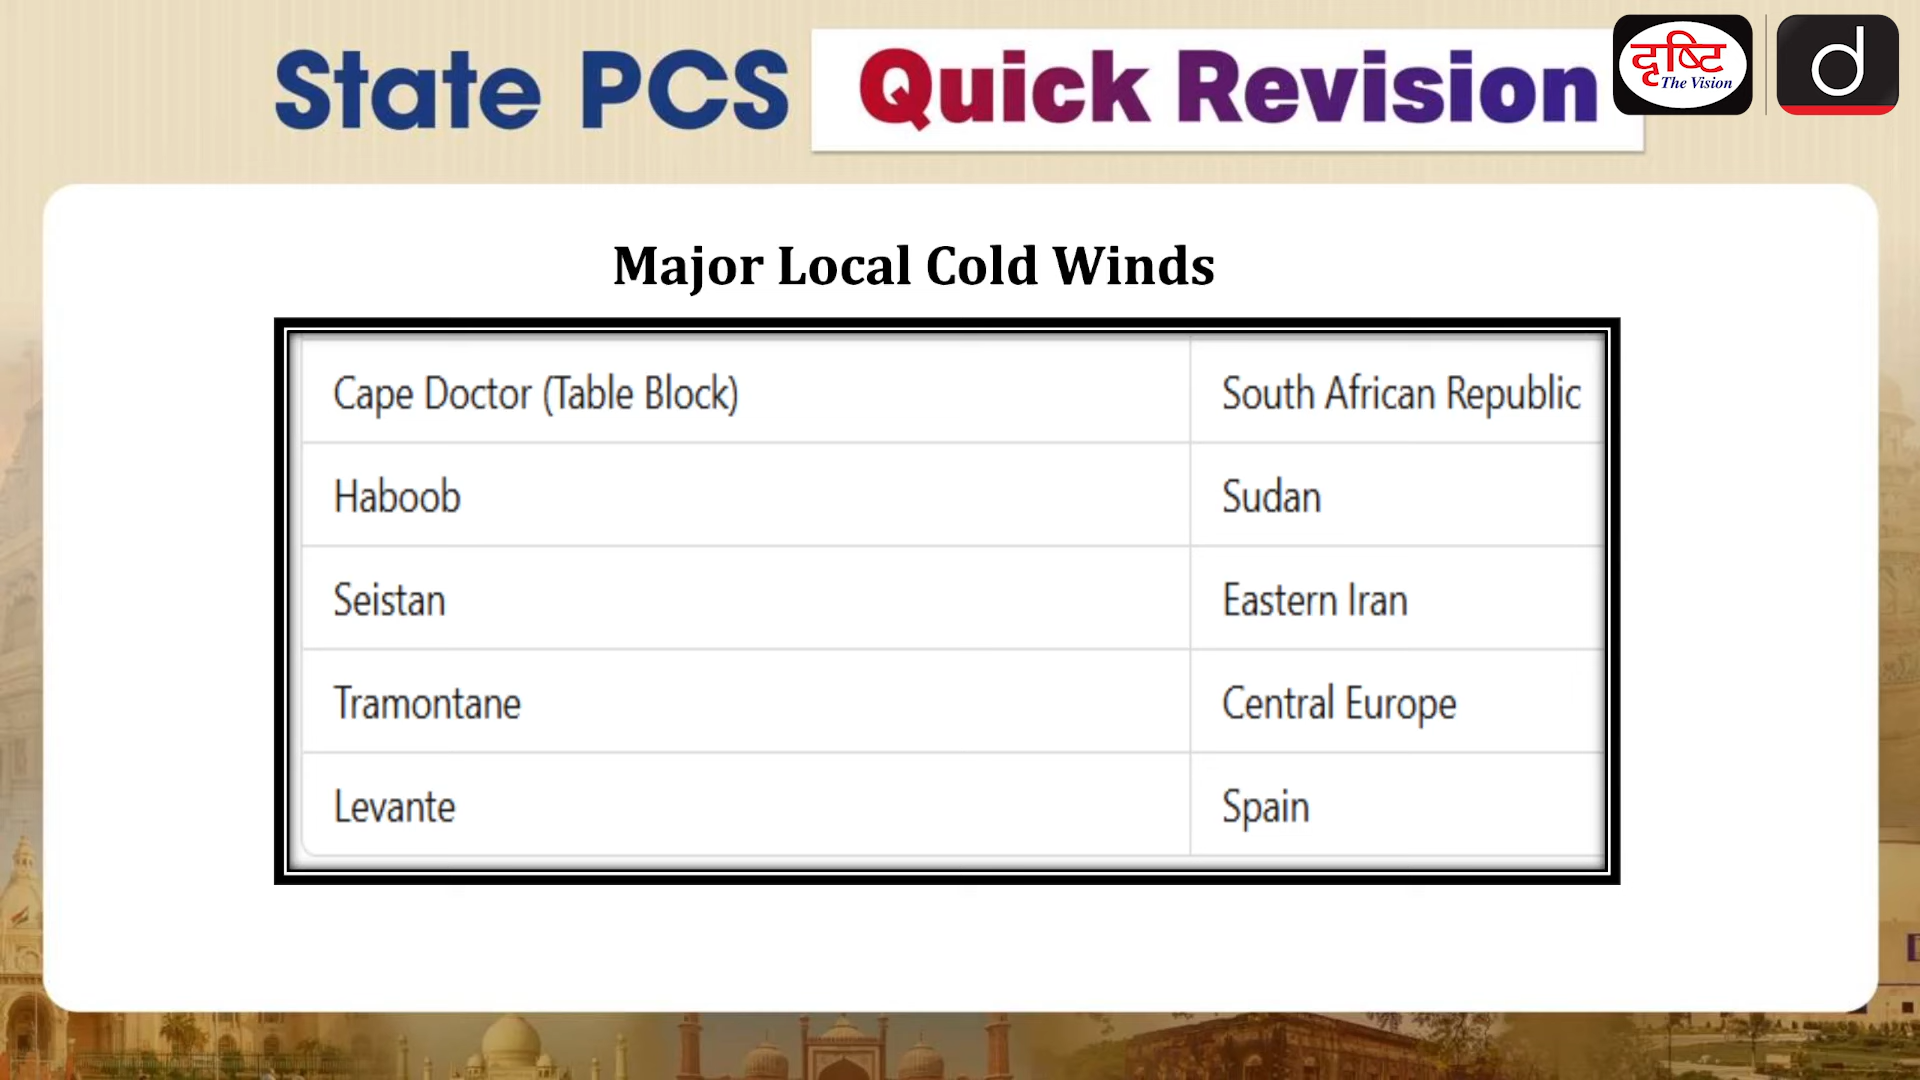 State PCS Quick Revision
दृष्टि
The Vision
d
Major Local Cold Winds
Cape Doctor (Table Block) South African Republic
Haboob Sudan
Seistan Eastern Iran
Tramontane Central Europe
Levante Spain